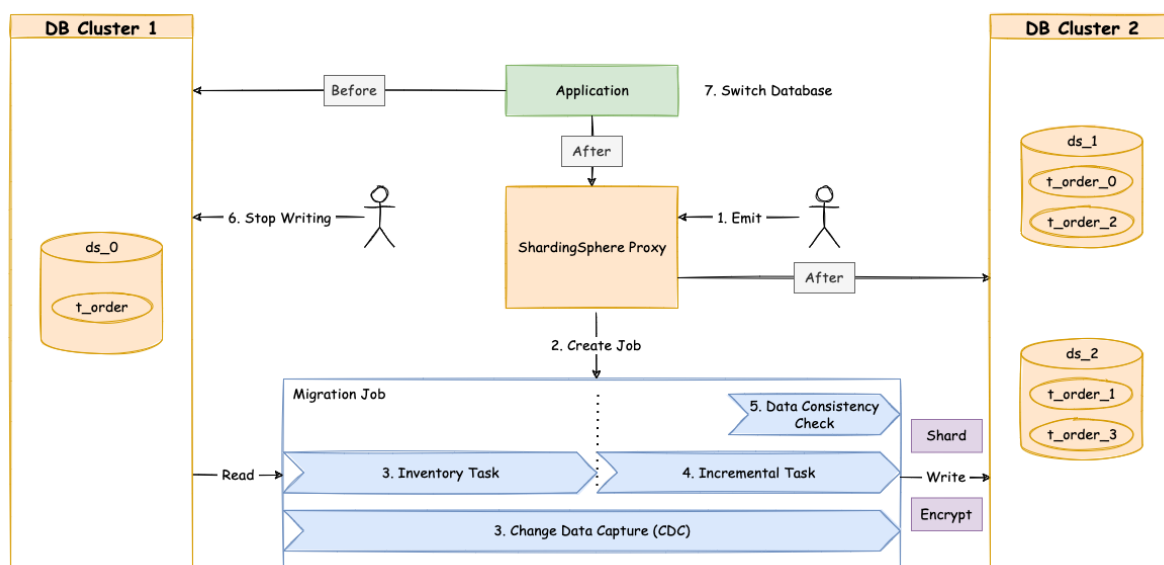 DB Cluster 1
DB Cluster 2
Before
Application
7. Switch Database
After
ds_1
t_order_0
t_order_2
6. Stop Writing
1. Emit
ShardingSphere Proxy
After
ds_0
t_order
2. Create Job
ds_2
t_order_1
t_order_3
Migration Job
5. Data Consistency
Check
Shard
Read
3. Inventory Task
4. Incremental Task
Write
Encrypt
3. Change Data Capture (CDC)